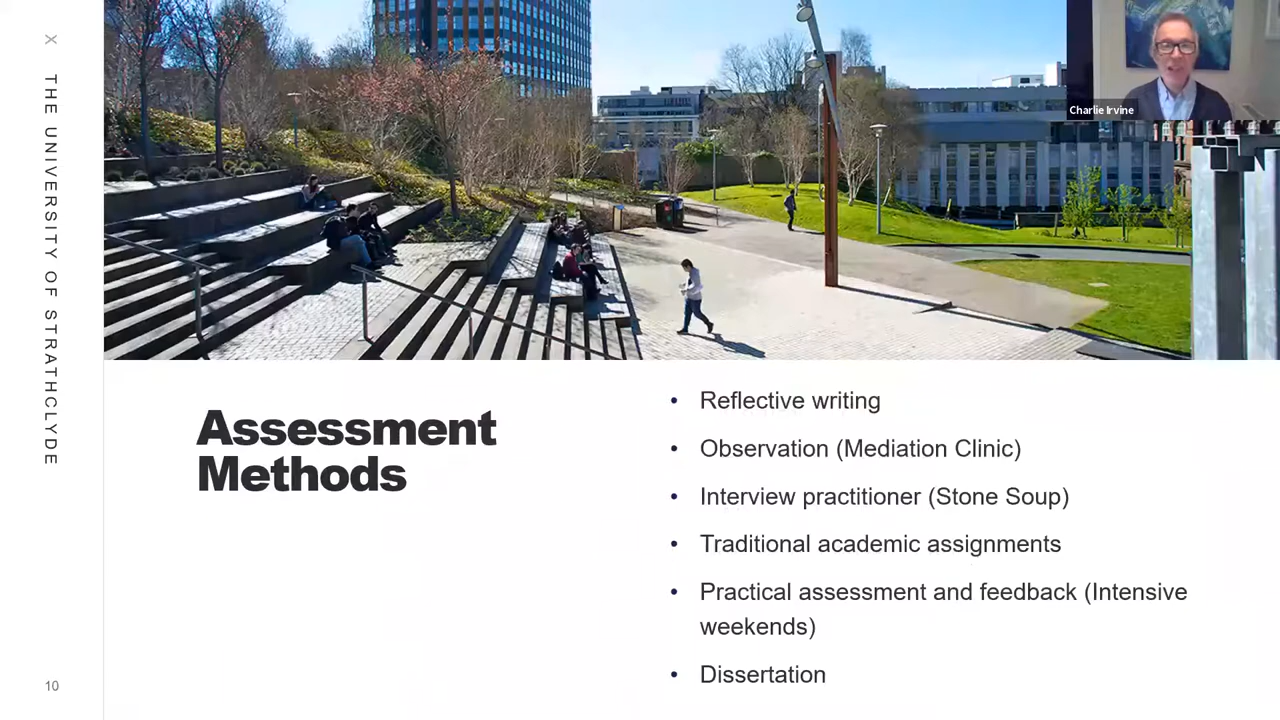 X THE UNIVERSITY OF STRATHCLYDE
Charlie Irvine
Assessment
Methods
• Reflective writing
• Observation (Mediation Clinic)
• Interview practitioner (Stone Soup)
• Traditional academic assignments
• Practical assessment and feedback (Intensive
weekends)
• Dissertation
10